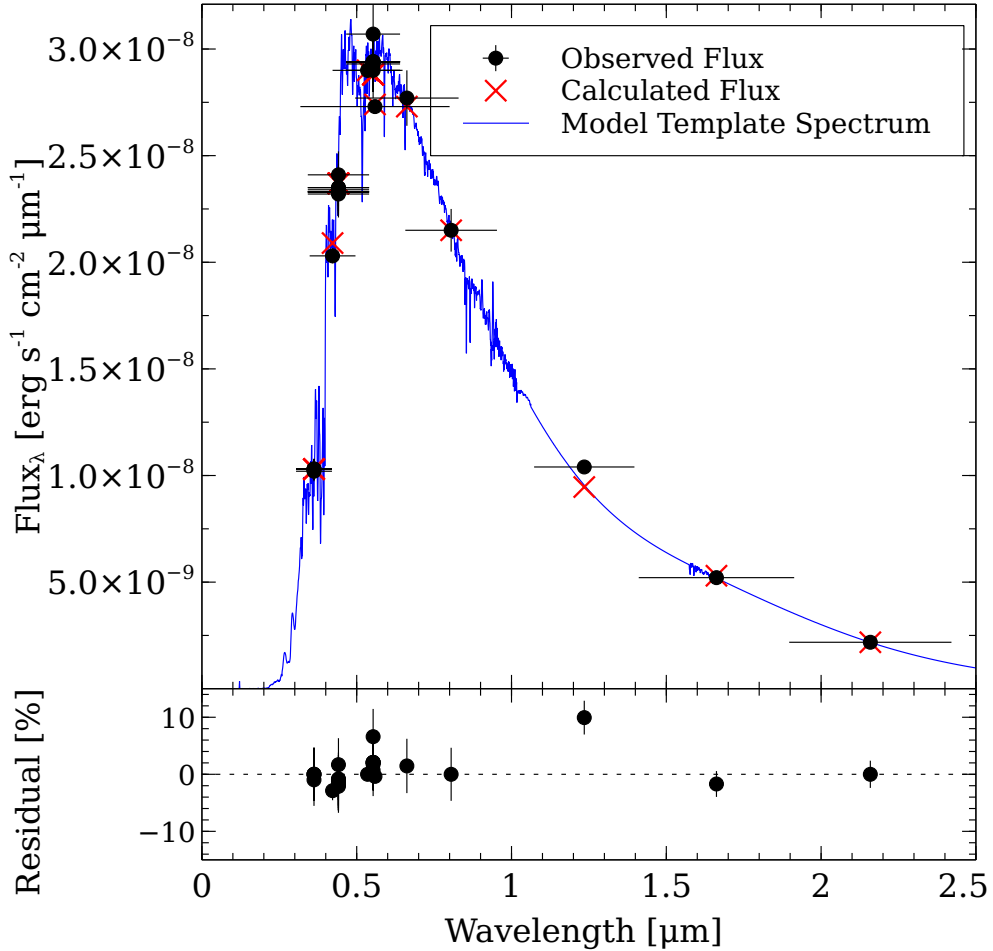 Observed Flux
Calculated Flux
Model Template Spectrum
Flux_λ [erg s⁻¹ cm⁻² μm⁻¹]
3.0×10⁻⁸
2.5×10⁻⁸
2.0×10⁻⁸
1.5×10⁻⁸
1.0×10⁻⁸
5.0×10⁻⁹
Residual [%]
10
0
−10
0 0.5 1 1.5 2 2.5
Wavelength [μm]